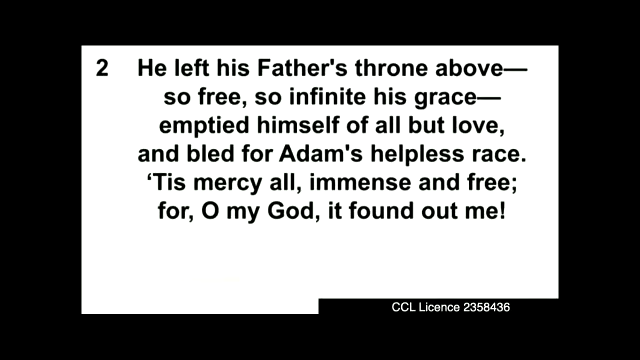 2 He left his Father's throne above—
so free, so infinite his grace—
emptied himself of all but love,
and bled for Adam's helpless race.
‘Tis mercy all, immense and free;
for, O my God, it found out me!
CCL Licence 2358436